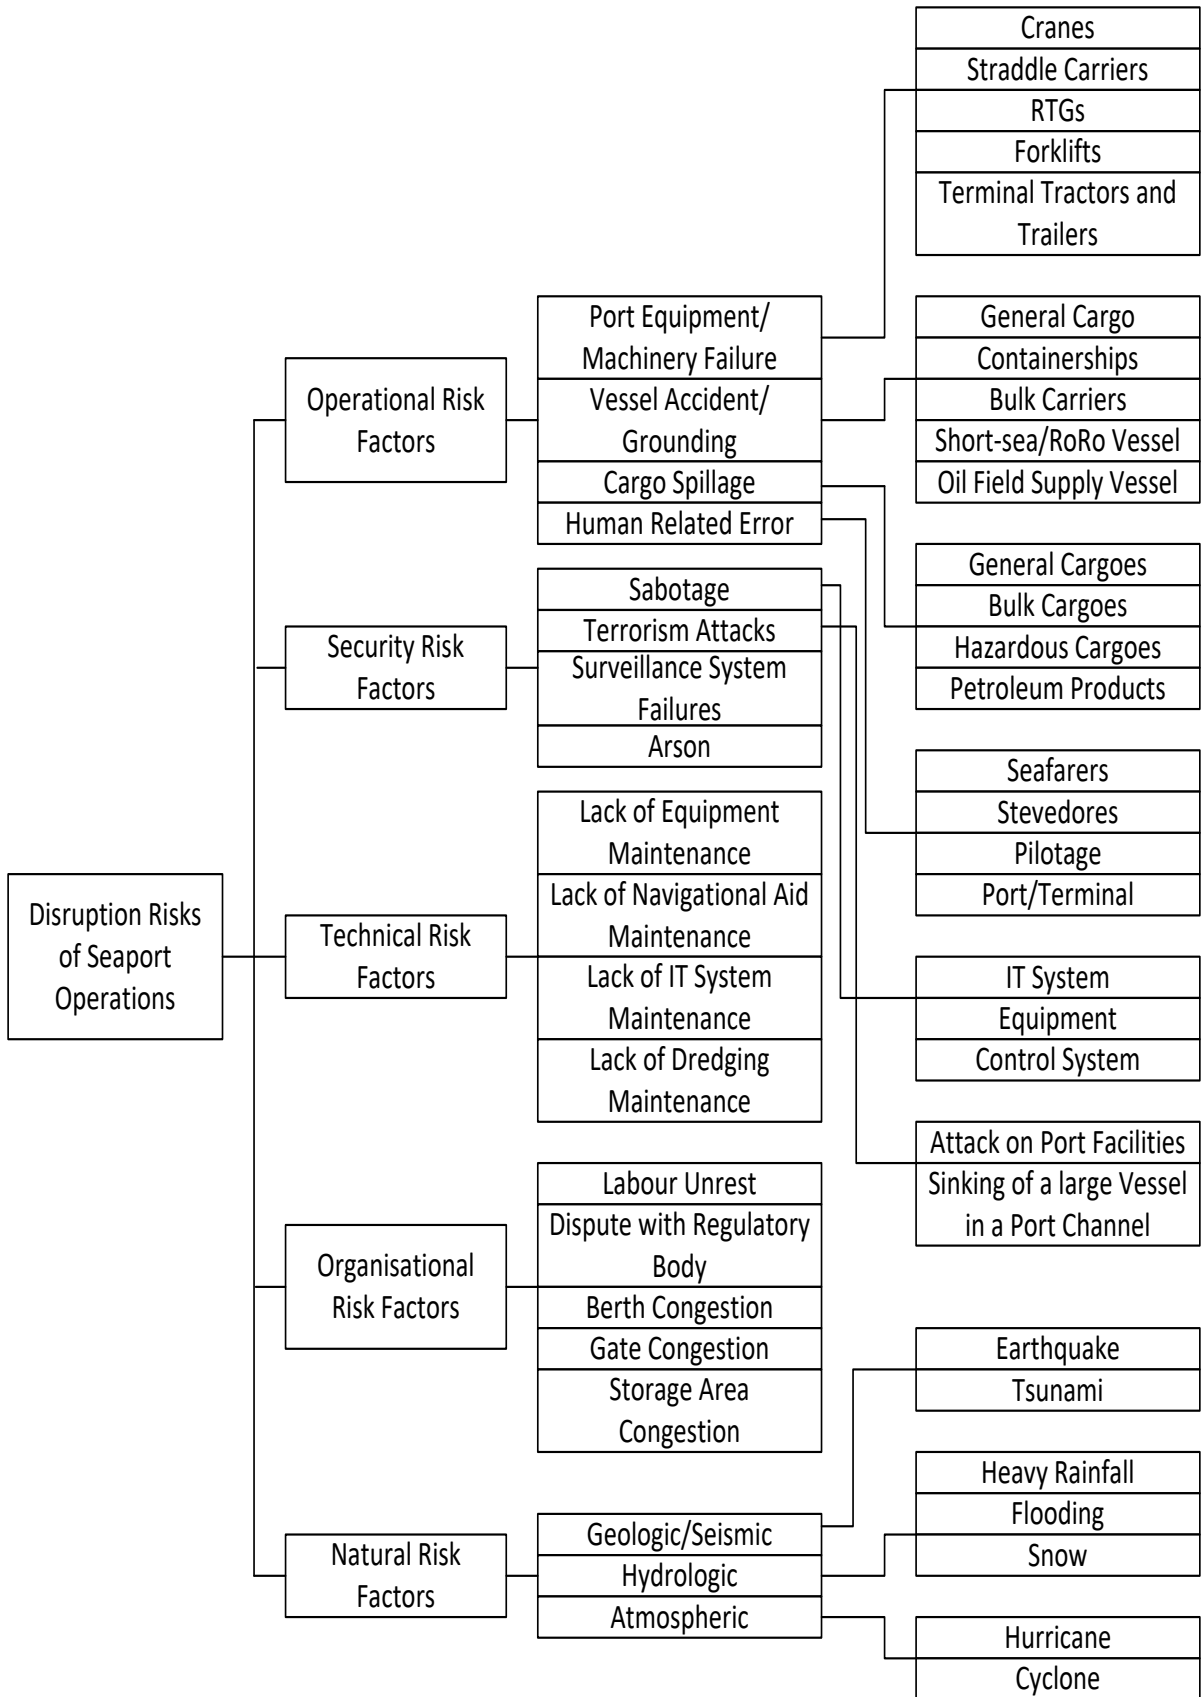 Disruption Risks
of Seaport
Operations
Operational Risk
Factors
Security Risk
Factors
Technical Risk
Factors
Organisational
Risk Factors
Natural Risk
Factors
Port Equipment/
Machinery Failure
Vessel Accident/
Grounding
Cargo Spillage
Human Related Error
Sabotage
Terrorism Attacks
Surveillance System
Failures
Arson
Lack of Equipment
Maintenance
Lack of Navigational Aid
Maintenance
Lack of IT System
Maintenance
Lack of Dredging
Maintenance
Labour Unrest
Dispute with Regulatory
Body
Berth Congestion
Gate Congestion
Storage Area
Congestion
Geologic/Seismic
Hydrologic
Atmospheric
Cranes
Straddle Carriers
RTGs
Forklifts
Terminal Tractors and
Trailers
General Cargo
Containerships
Bulk Carriers
Short-sea/RoRo Vessel
Oil Field Supply Vessel
General Cargoes
Bulk Cargoes
Hazardous Cargoes
Petroleum Products
Seafarers
Stevedores
Pilotage
Port/Terminal
IT System
Equipment
Control System
Attack on Port Facilities
Sinking of a large Vessel
in a Port Channel
Earthquake
Tsunami
Heavy Rainfall
Flooding
Snow
Hurricane
Cyclone